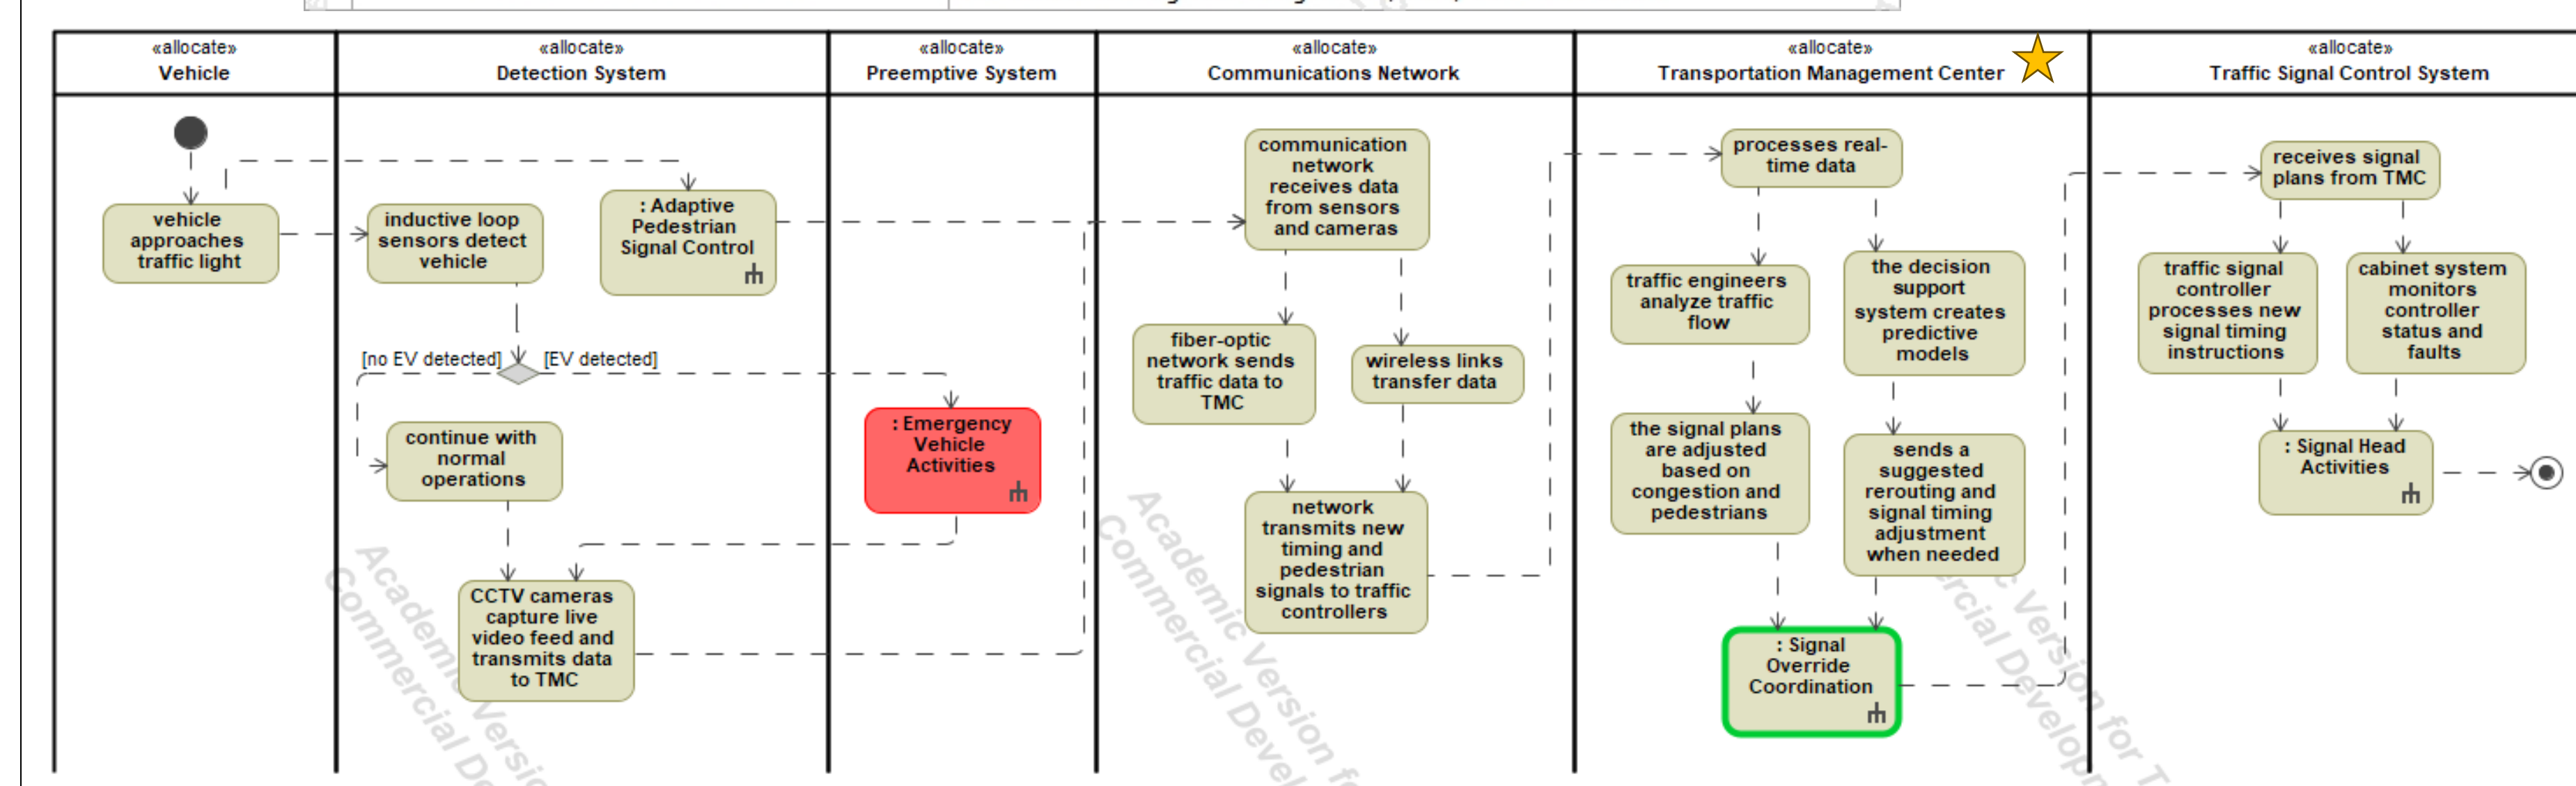 «allocate»
Vehicle
«allocate»
Detection System
«allocate»
Preemptive System
«allocate»
Communications Network
«allocate»
Transportation Management Center
«allocate»
Traffic Signal Control System
vehicle
approaches
traffic light
inductive loop
sensors detect
vehicle
: Adaptive
Pedestrian
Signal Control
[no EV detected]
[EV detected]
continue with
normal
operations
CCTV cameras
capture live
video feed and
transmits data
to TMC
: Emergency
Vehicle
Activities
communication
network
receives data
from sensors
and cameras
fiber-optic
network sends
traffic data to
TMC
wireless links
transfer data
network
transmits new
timing and
pedestrian
signals to traffic
controllers
processes real-
time data
traffic engineers
analyze traffic
flow
the decision
support
system creates
predictive
models
the signal plans
are adjusted
based on
congestion and
pedestrians
sends a
suggested
rerouting and
signal timing
adjustment
when needed
: Signal
Override
Coordination
receives signal
plans from TMC
traffic signal
controller
processes new
signal timing
instructions
cabinet system
monitors
controller
status and
faults
: Signal Head
Activities
Academic Version for
Commercial Devel